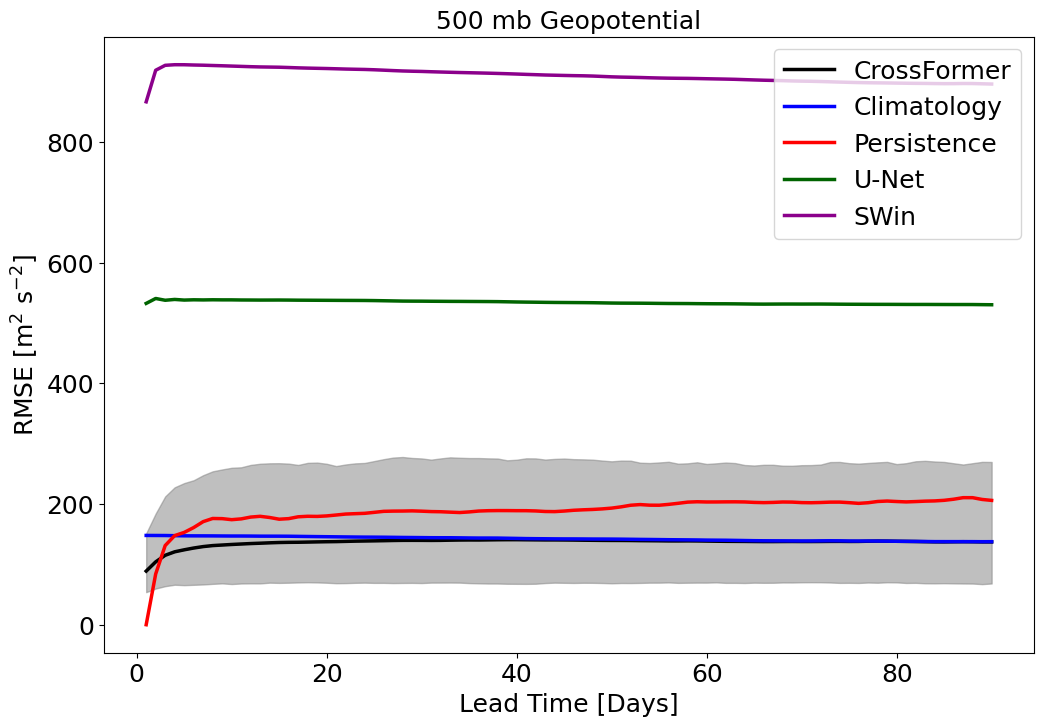 500 mb Geopotential
CrossFormer
Climatology
Persistence
U-Net
SWin
RMSE [m² s⁻²]
800
600
400
200
0
0 20 40 60 80
Lead Time [Days]